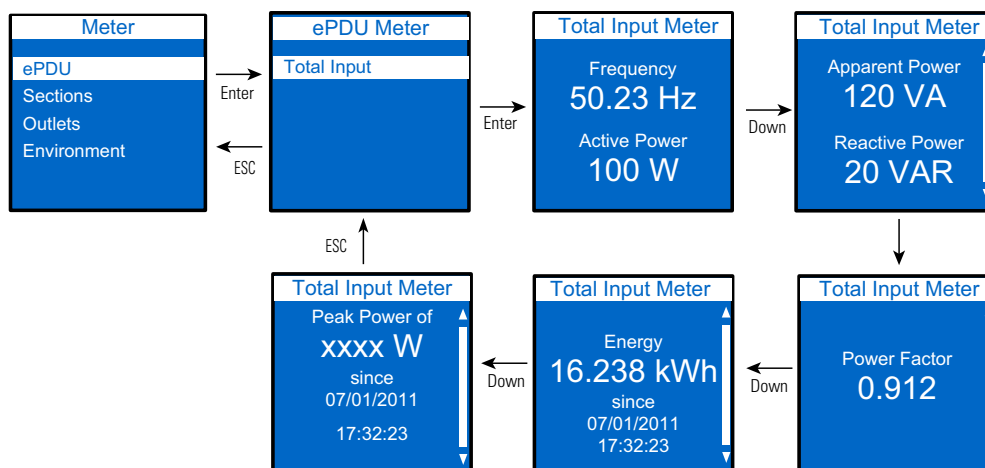 Meter
ePDU
Sections
Outlets
Environment
Enter
ESC
ePDU Meter
Total Input
Enter
Total Input Meter
Frequency
50.23 Hz
Active Power
100 W
Down
Total Input Meter
Apparent Power
120 VA
Reactive Power
20 VAR
Total Input Meter
Power Factor
0.912
Down
Total Input Meter
Energy
16.238 kWh
since
07/01/2011
17:32:23
Down
Total Input Meter
Peak Power of
xxxx W
since
07/01/2011
17:32:23
ESC